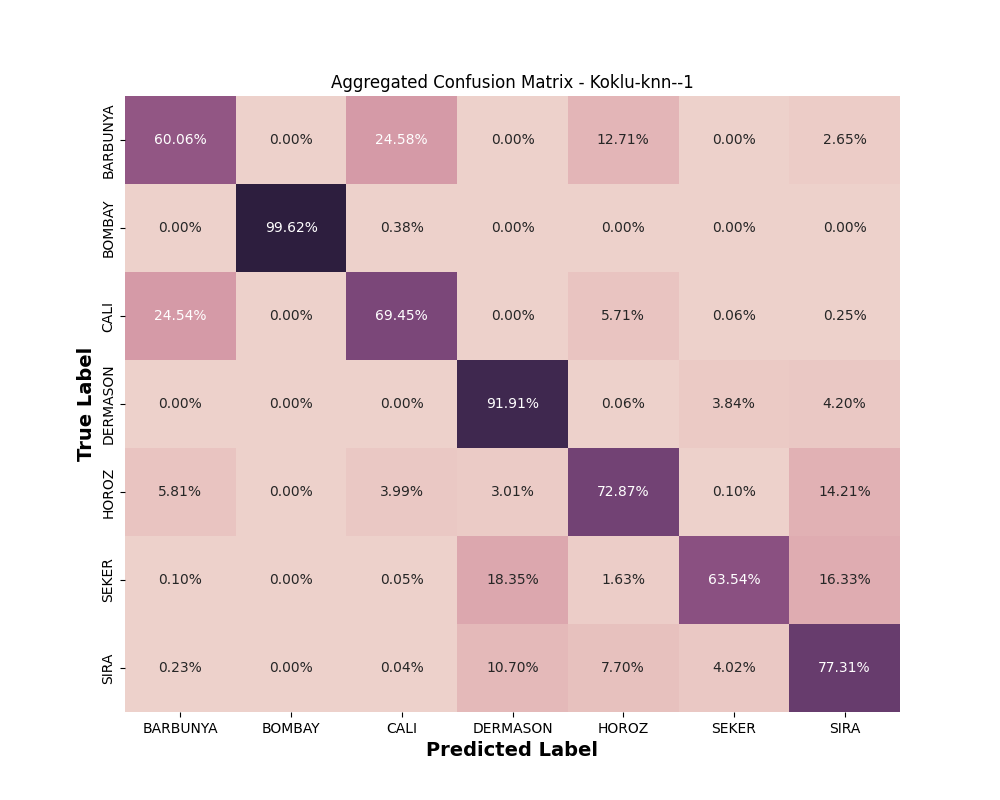 Aggregated Confusion Matrix - Koklu-knn--1
True Label
BARBUNYA 60.06% 0.00% 24.58% 0.00% 12.71% 0.00% 2.65%
BOMBAY 0.00% 99.62% 0.38% 0.00% 0.00% 0.00% 0.00%
CALI 24.54% 0.00% 69.45% 0.00% 5.71% 0.06% 0.25%
DERMASON 0.00% 0.00% 0.00% 91.91% 0.06% 3.84% 4.20%
HOROZ 5.81% 0.00% 3.99% 3.01% 72.87% 0.10% 14.21%
SEKER 0.10% 0.00% 0.05% 18.35% 1.63% 63.54% 16.33%
SIRA 0.23% 0.00% 0.04% 10.70% 7.70% 4.02% 77.31%
BARBUNYA BOMBAY CALI DERMASON HOROZ SEKER SIRA
Predicted Label